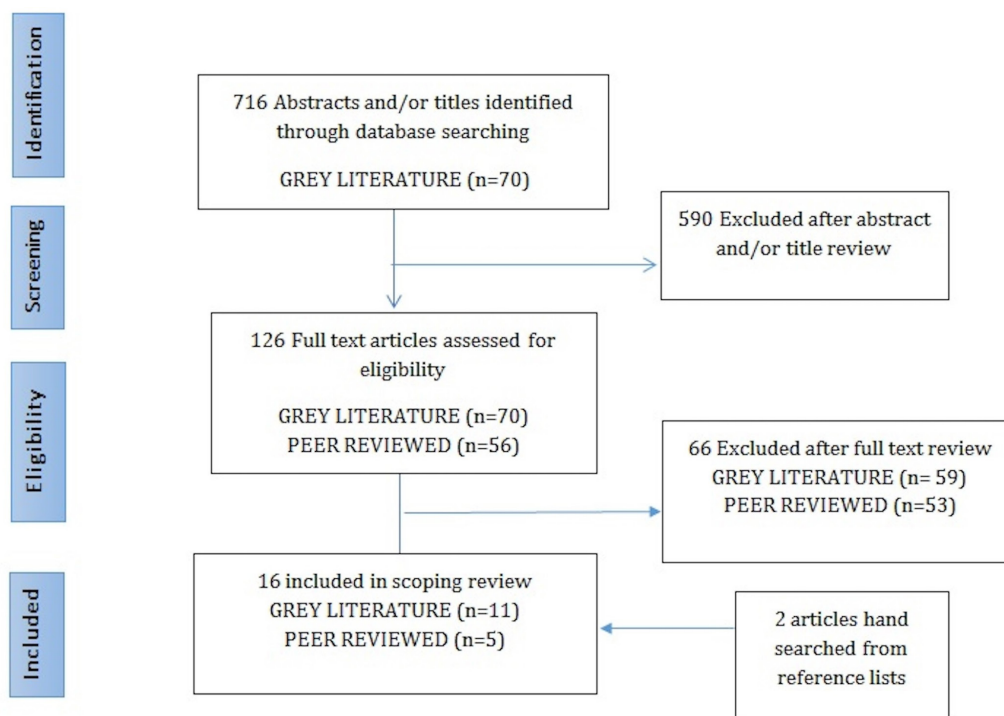 Identification
716 Abstracts and/or titles identified
through database searching
GREY LITERATURE (n=70)
Screening
590 Excluded after abstract
and/or title review
126 Full text articles assessed for
eligibility
GREY LITERATURE (n=70)
PEER REVIEWED (n=56)
Eligibility
66 Excluded after full text review
GREY LITERATURE (n= 59)
PEER REVIEWED (n=53)
Included
16 included in scoping review
GREY LITERATURE (n=11)
PEER REVIEWED (n=5)
2 articles hand
searched from
reference lists